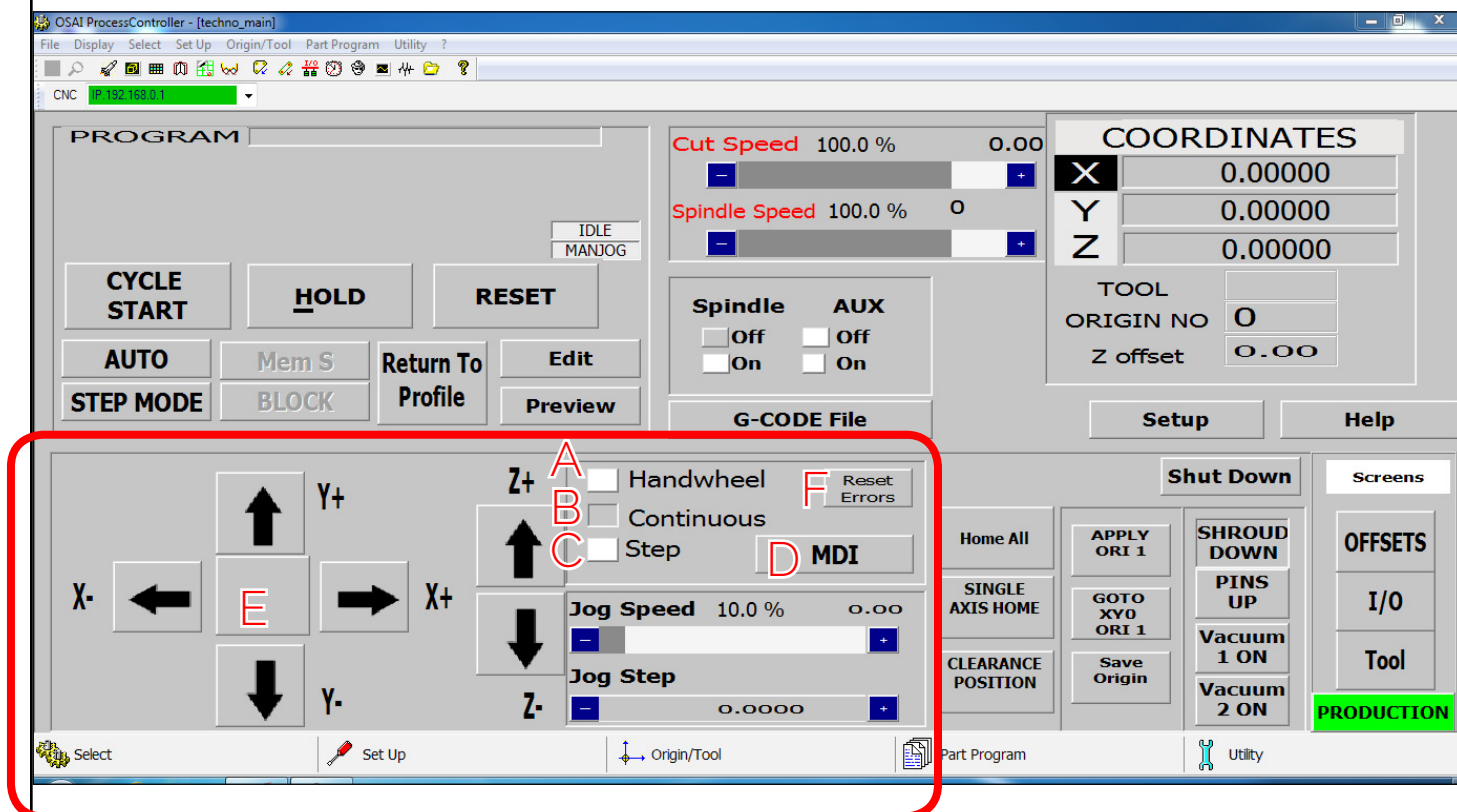 OSAI ProcessController - [techno_main]
File Display Select Set Up Origin/Tool Part Program Utility ?
CNC IP.192.168.0.1
PROGRAM
IDLE
MANJOG
CYCLE
START
HOLD
RESET
AUTO
Mem S
Return To
Profile
Edit
STEP MODE
BLOCK
Preview
Cut Speed 100.0 % 0.00
- +
Spindle Speed 100.0 % 0
- +
Spindle AUX
Off Off
On On
G-CODE File
COORDINATES
X 0.00000
Y 0.00000
Z 0.00000
TOOL
ORIGIN NO 0
Z offset 0.00
Setup
Help
Y+
X-
E
X+
Y-
Z+
Z-
A Handwheel
B Continuous
C Step
F Reset
Errors
D MDI
Jog Speed 10.0 % 0.00
- +
Jog Step
- 0.0000 +
Home All
SINGLE
AXIS HOME
CLEARANCE
POSITION
APPLY
ORI 1
GOTO
XY0
ORI 1
Save
Origin
Shut Down
SHROUD
DOWN
PINS
UP
Vacuum
1 ON
Vacuum
2 ON
Screens
OFFSETS
I/O
Tool
PRODUCTION
Select Set Up Origin/Tool Part Program Utility